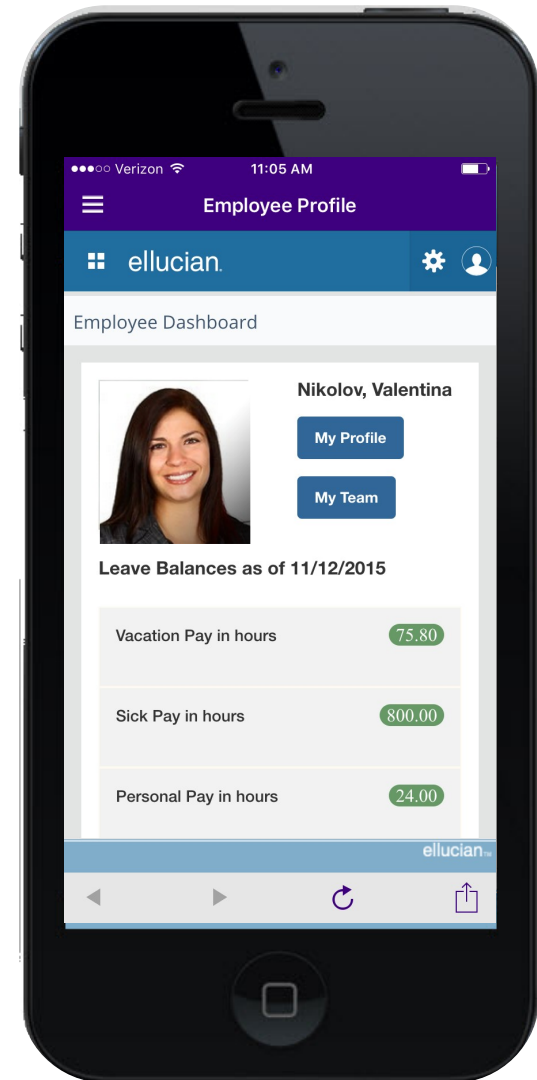 Verizon 11:05 AM
Employee Profile
ellucian.
Employee Dashboard
Nikolov, Valentina
My Profile
My Team
Leave Balances as of 11/12/2015
Vacation Pay in hours 75.80
Sick Pay in hours 800.00
Personal Pay in hours 24.00
ellucian™